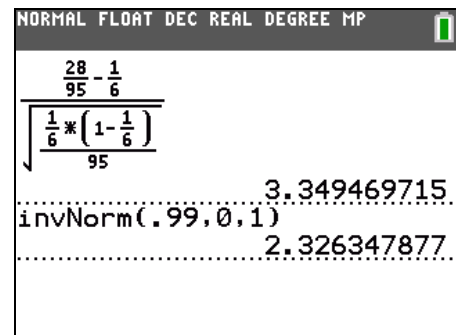 NORMAL FLOAT DEC REAL DEGREE MP
28/95 - 1/6
√(1/6*(1-1/6)/95)
3.349469715
invNorm(.99,0,1)
2.326347877